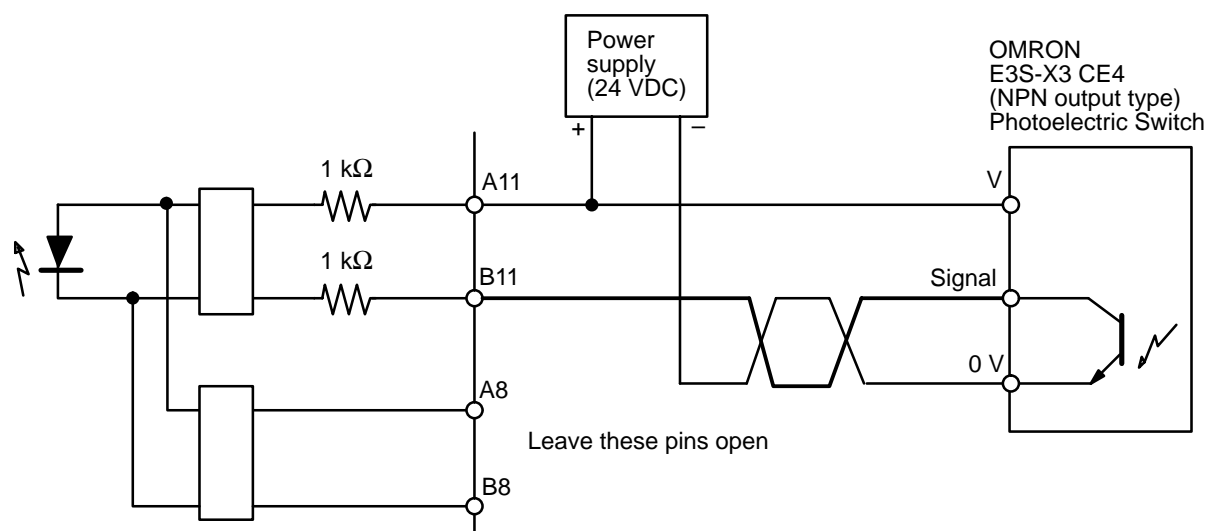 Power
supply
(24 VDC)
+
–
OMRON
E3S-X3 CE4
(NPN output type)
Photoelectric Switch
1 kΩ
A11
V
1 kΩ
B11
Signal
0 V
A8
Leave these pins open
B8